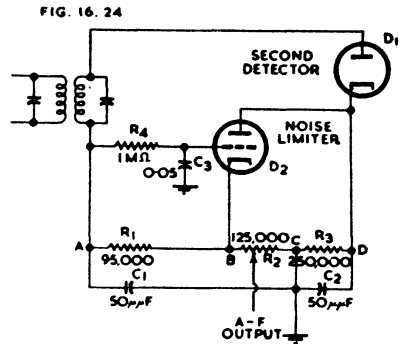 FIG. 16.24
D1
SECOND
DETECTOR
NOISE
LIMITER
R4
1MΩ
C3
0·05
D2
R1
125,000
C
R3
A
95,000
B
R2
250,000
D
C1
50μμF
C2
50μμF
A-F
OUTPUT